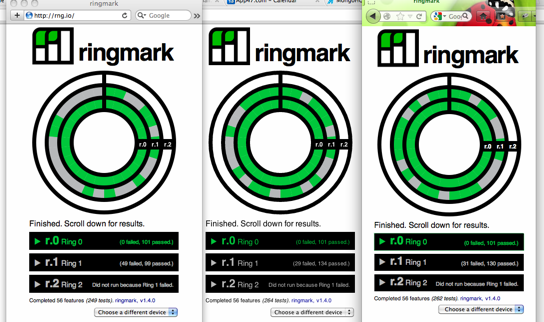 ringmark
ringmark
http://rng.io/
Google
ringmark
r.0 r.1 r.2
Finished. Scroll down for results.
r.0 Ring 0 (0 failed, 101 passed.)
r.1 Ring 1 (49 failed, 99 passed.)
r.2 Ring 2 Did not run because Ring 1 failed.
Completed 56 features (249 tests). ringmark, v1.4.0
Choose a different device
App47.com - Calendar
ringmark
r.0 r.1 r.2
Finished. Scroll down for results.
r.0 Ring 0 (0 failed, 101 passed.)
r.1 Ring 1 (29 failed, 134 passed.)
r.2 Ring 2 Did not run because Ring 1 failed.
Completed 56 features (264 tests). ringmark, v1.4.0
Choose a different device
Goo
ringmark
r.0 r.1 r.2
Finished. Scroll down for results.
r.0 Ring 0 (0 failed, 101 passed.)
r.1 Ring 1 (31 failed, 130 passed.)
r.2 Ring 2 Did not run because Ring 1 failed.
Completed 56 features (262 tests). ringmark, v1.4.0
Choose a different device